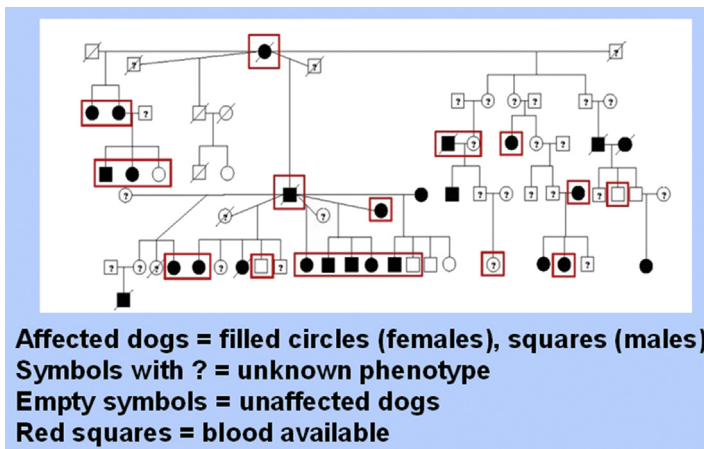 Affected dogs = filled circles (females), squares (males)
Symbols with ? = unknown phenotype
Empty symbols = unaffected dogs
Red squares = blood available